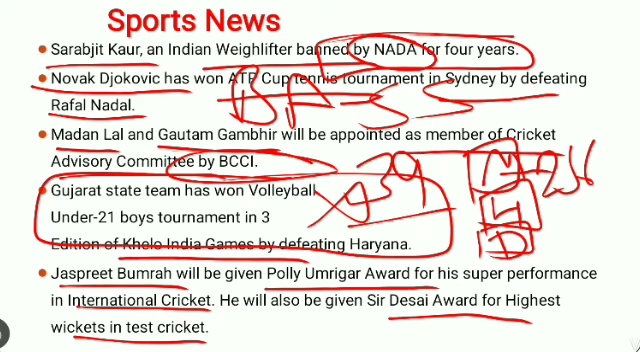 Sports News
• Sarabjit Kaur, an Indian Weighlifter banned by NADA for four years.
• Novak Djokovic has won ATP Cup tennis tournament in Sydney by defeating
Rafal Nadal.
• Madan Lal and Gautam Gambhir will be appointed as member of Cricket
Advisory Committee by BCCI.
• Gujarat state team has won Volleyball
Under-21 boys tournament in 3
Edition of Khelo India Games by defeating Haryana.
• Jaspreet Bumrah will be given Polly Umrigar Award for his super performance
in International Cricket. He will also be given Sir Desai Award for Highest
wickets in test cricket.